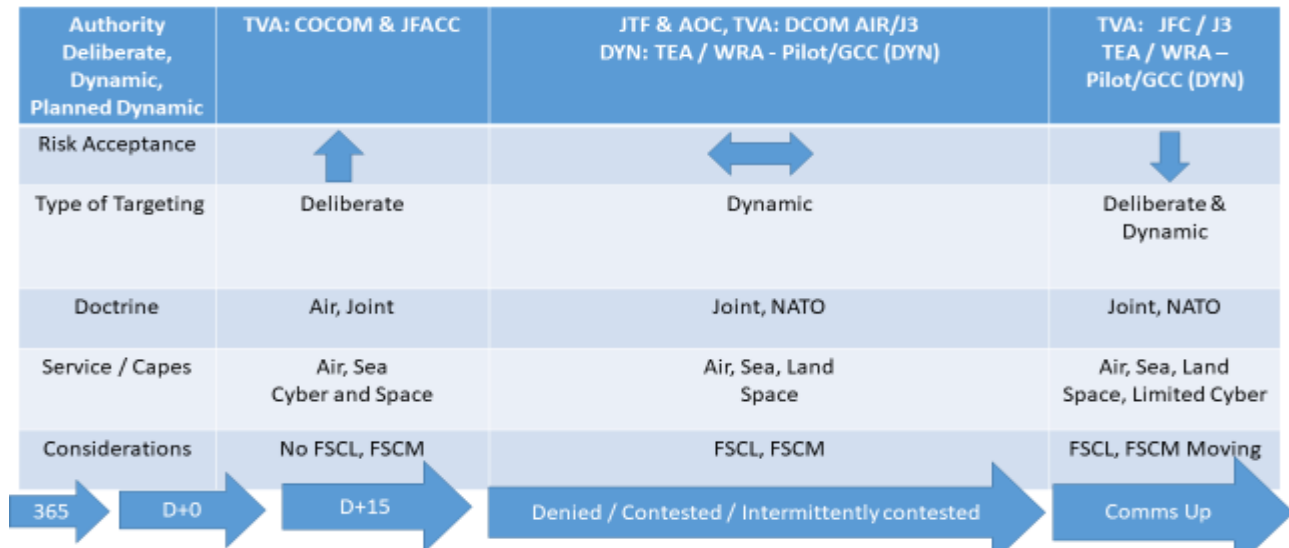 Authority
Deliberate,
Dynamic,
Planned Dynamic
TVA: COCOM & JFACC
JTF & AOC, TVA: DCOM AIR/J3
DYN: TEA / WRA - Pilot/GCC (DYN)
TVA: JFC / J3
TEA / WRA –
Pilot/GCC (DYN)
Risk Acceptance
Type of Targeting
Deliberate
Dynamic
Deliberate &
Dynamic
Doctrine
Air, Joint
Joint, NATO
Joint, NATO
Service / Capes
Air, Sea
Cyber and Space
Air, Sea, Land
Space
Air, Sea, Land
Space, Limited Cyber
Considerations
No FSCL, FSCM
FSCL, FSCM
FSCL, FSCM Moving
365
D+0
D+15
Denied / Contested / Intermittently contested
Comms Up